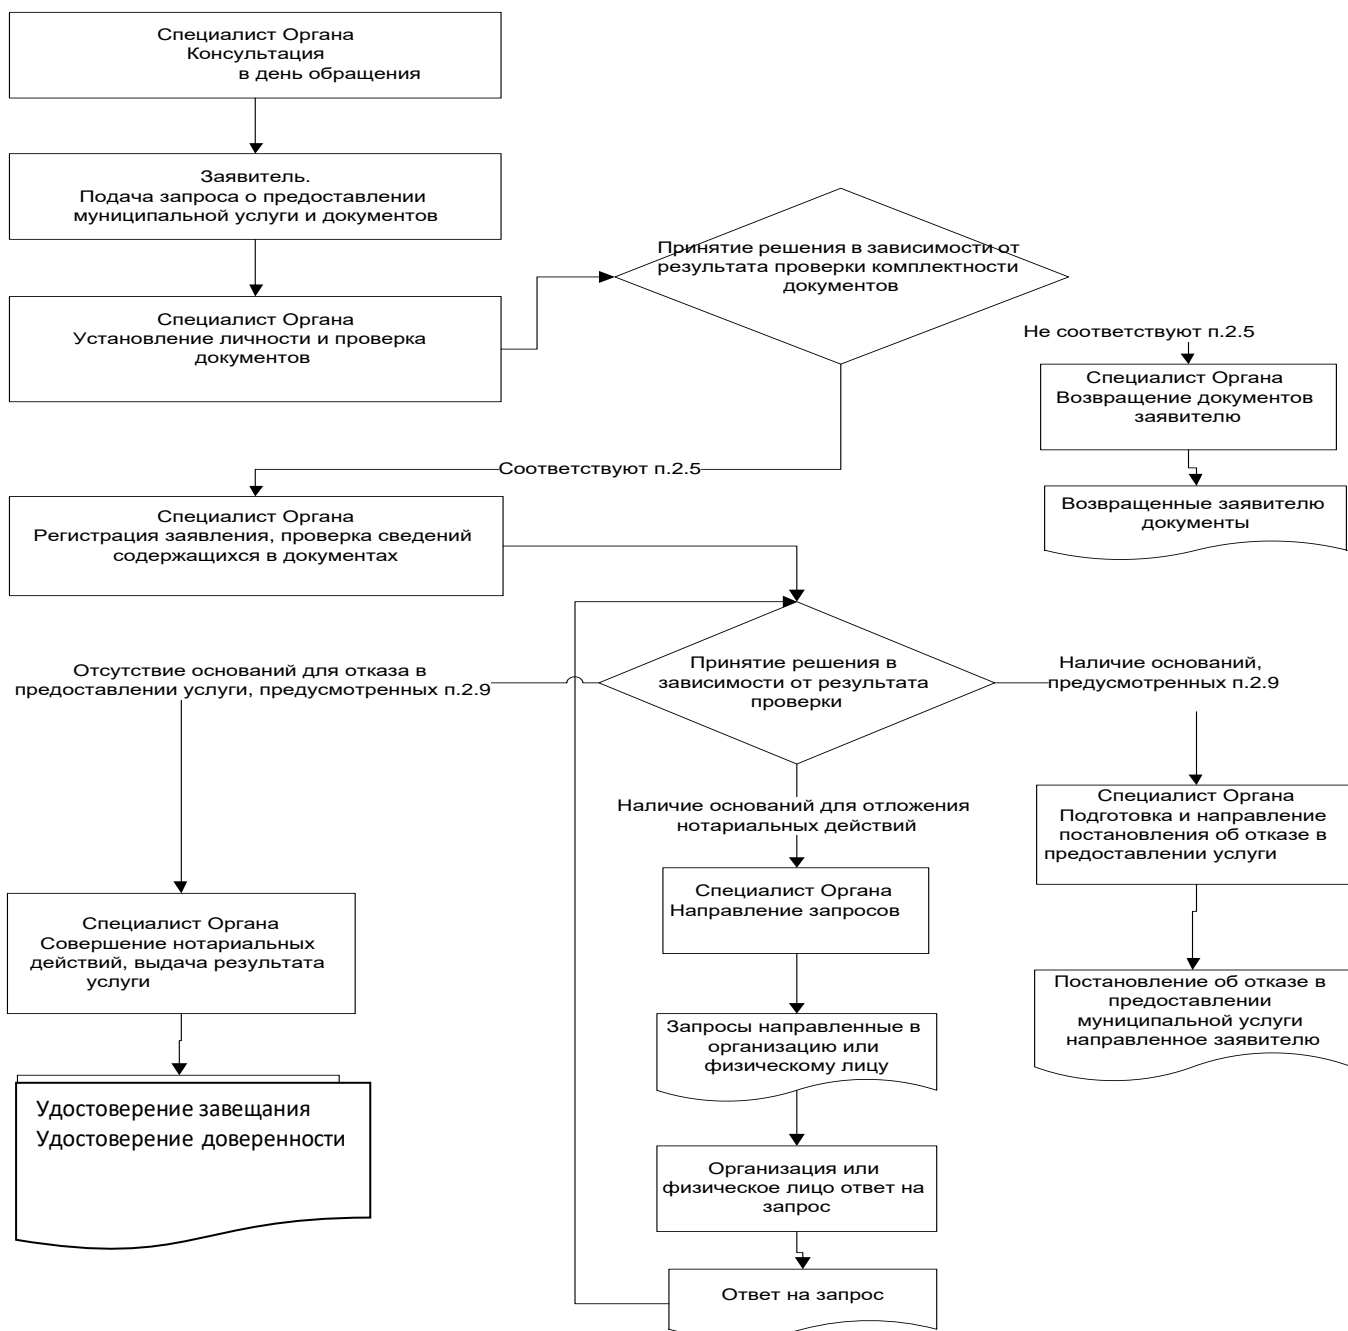 Специалист Органа
Консультация
в день обращения
Заявитель.
Подача запроса о предоставлении
муниципальной услуги и документов
Специалист Органа
Установление личности и проверка
документов
Принятие решения в зависимости от
результата проверки комплектности
документов
Не соответствуют п.2.5
Специалист Органа
Возвращение документов
заявителю
Возвращенные заявителю
документы
Соответствуют п.2.5
Специалист Органа
Регистрация заявления, проверка сведений
содержащихся в документах
Отсутствие оснований для отказа в
предоставлении услуги, предусмотренных п.2.9
Принятие решения в
зависимости от результата
проверки
Наличие оснований,
предусмотренных п.2.9
Наличие оснований для отложения
нотариальных действий
Специалист Органа
Подготовка и направление
постановления об отказе в
предоставлении услуги
Специалист Органа
Направление запросов
Специалист Органа
Совершение нотариальных
действий, выдача результата
услуги
Постановление об отказе в
предоставлении
муниципальной услуги
направленное заявителю
Запросы направленные в
организацию или
физическому лицу
Удостоверение завещания
Удостоверение доверенности
Организация или
физическое лицо ответ на
запрос
Ответ на запрос